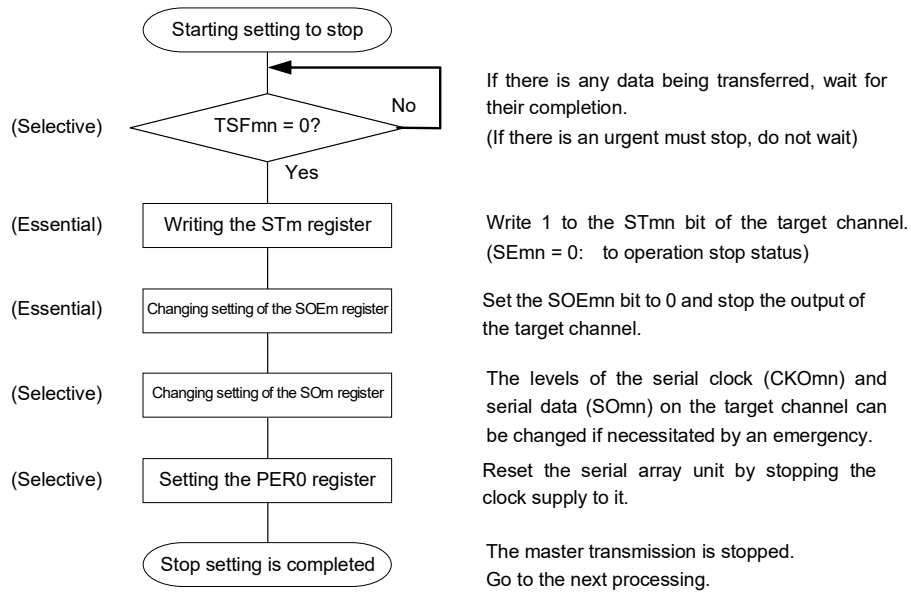 Starting setting to stop
If there is any data being transferred, wait for
No
their completion.
(Selective)
TSFmn = 0?
(If there is an urgent must stop, do not wait)
Yes
(Essential)
Writing the STm register
Write 1 to the STmn bit of the target channel.
(SEmn = 0: to operation stop status)
(Essential)
Changing setting of the SOEm register
Set the SOEmn bit to 0 and stop the output of
the target channel.
(Selective)
Changing setting of the SOm register
The levels of the serial clock (CKOmn) and
serial data (SOmn) on the target channel can
be changed if necessitated by an emergency.
(Selective)
Setting the PER0 register
Reset the serial array unit by stopping the
clock supply to it.
Stop setting is completed
The master transmission is stopped.
Go to the next processing.